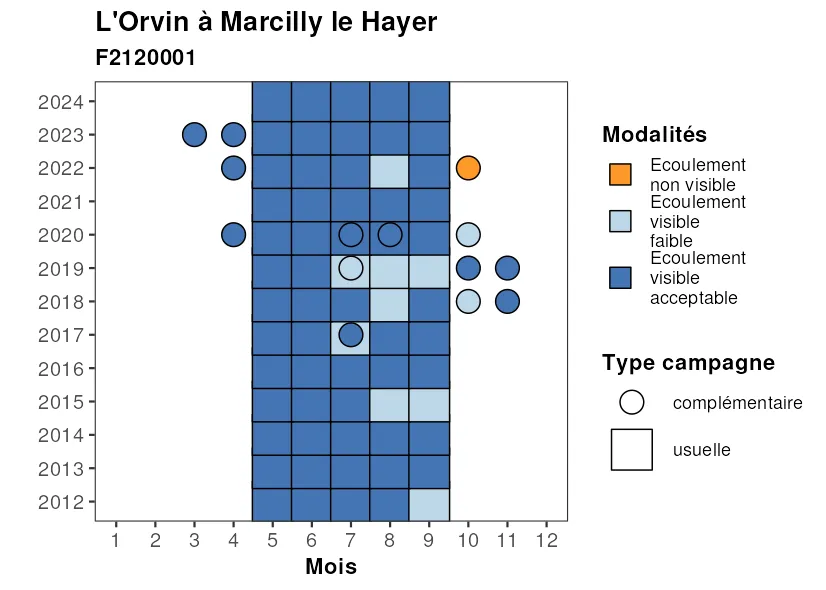 L'Orvin à Marcilly le Hayer
F2120001
2024
2023
2022
2021
2020
2019
2018
2017
2016
2015
2014
2013
2012
1 2 3 4 5 6 7 8 9 10 11 12
Mois
Modalités
Ecoulement
non visible
Ecoulement
visible
faible
Ecoulement
visible
acceptable
Type campagne
complémentaire
usuelle